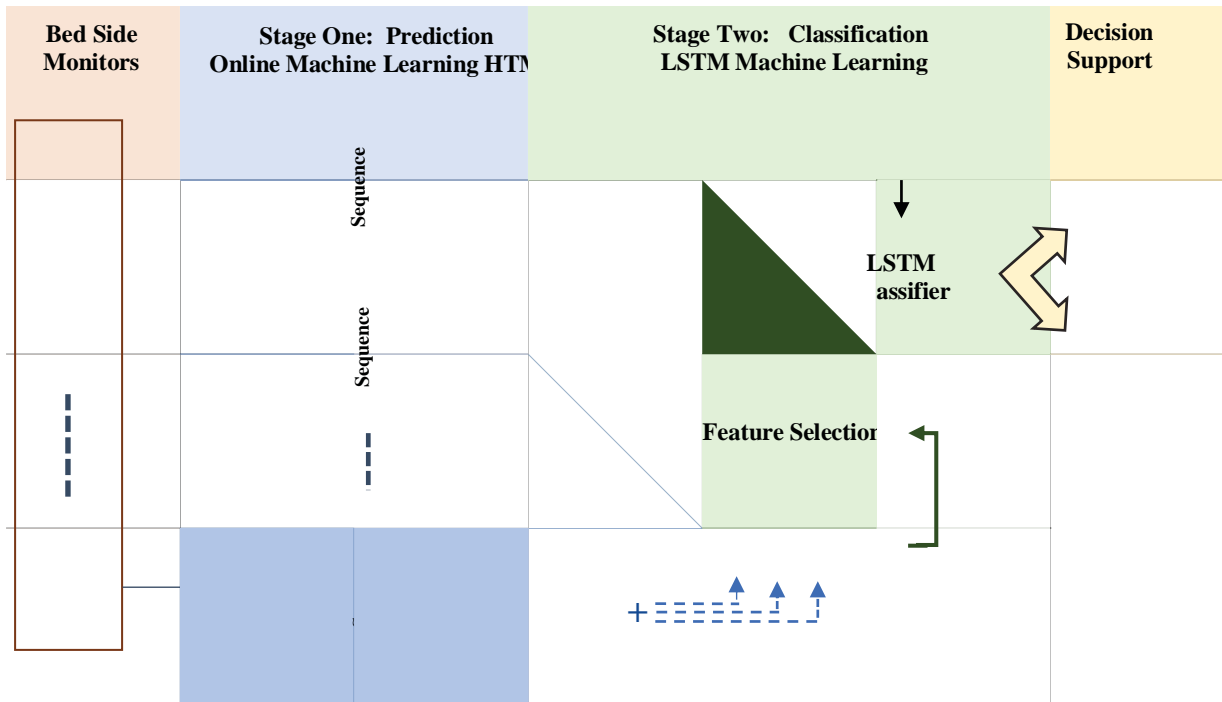 Bed Side
Monitors
Stage One: Prediction
Online Machine Learning HTM
Stage Two: Classification
LSTM Machine Learning
Decision
Support
Sequence
Sequence
LSTM
assifier
Feature Selection